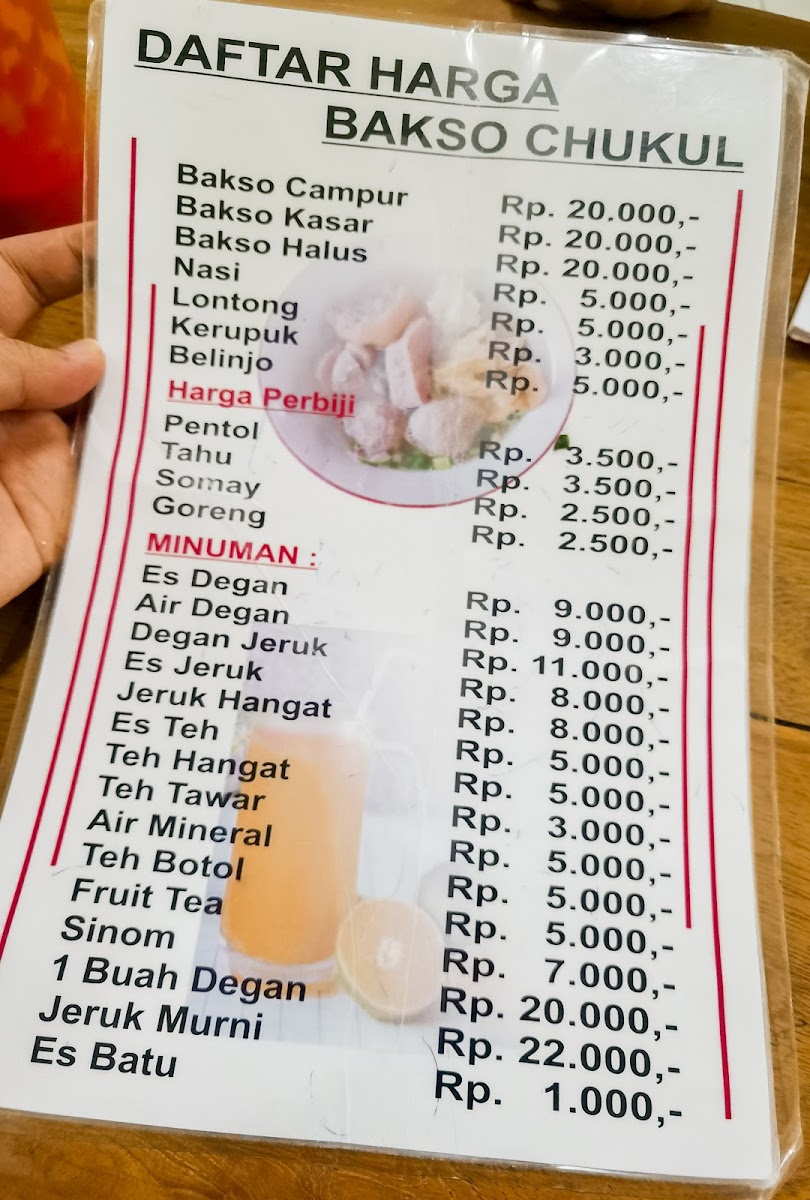 DAFTAR HARGA
BAKSO CHUKUL
Bakso Campur Rp. 20.000,-
Bakso Kasar Rp. 20.000,-
Bakso Halus Rp. 20.000,-
Nasi Rp. 5.000,-
Lontong Rp. 5.000,-
Kerupuk Rp. 3.000,-
Belinjo Rp. 5.000,-
Harga Perbiji
Pentol Rp. 3.500,-
Tahu Rp. 3.500,-
Somay Rp. 2.500,-
Goreng Rp. 2.500,-
MINUMAN :
Es Degan Rp. 9.000,-
Air Degan Rp. 9.000,-
Degan Jeruk Rp. 11.000,-
Es Jeruk Rp. 8.000,-
Jeruk Hangat Rp. 8.000,-
Es Teh Rp. 5.000,-
Teh Hangat Rp. 5.000,-
Teh Tawar Rp. 3.000,-
Air Mineral Rp. 5.000,-
Teh Botol Rp. 5.000,-
Fruit Tea Rp. 5.000,-
Sinom Rp. 7.000,-
1 Buah Degan Rp. 20.000,-
Jeruk Murni Rp. 22.000,-
Es Batu Rp. 1.000,-